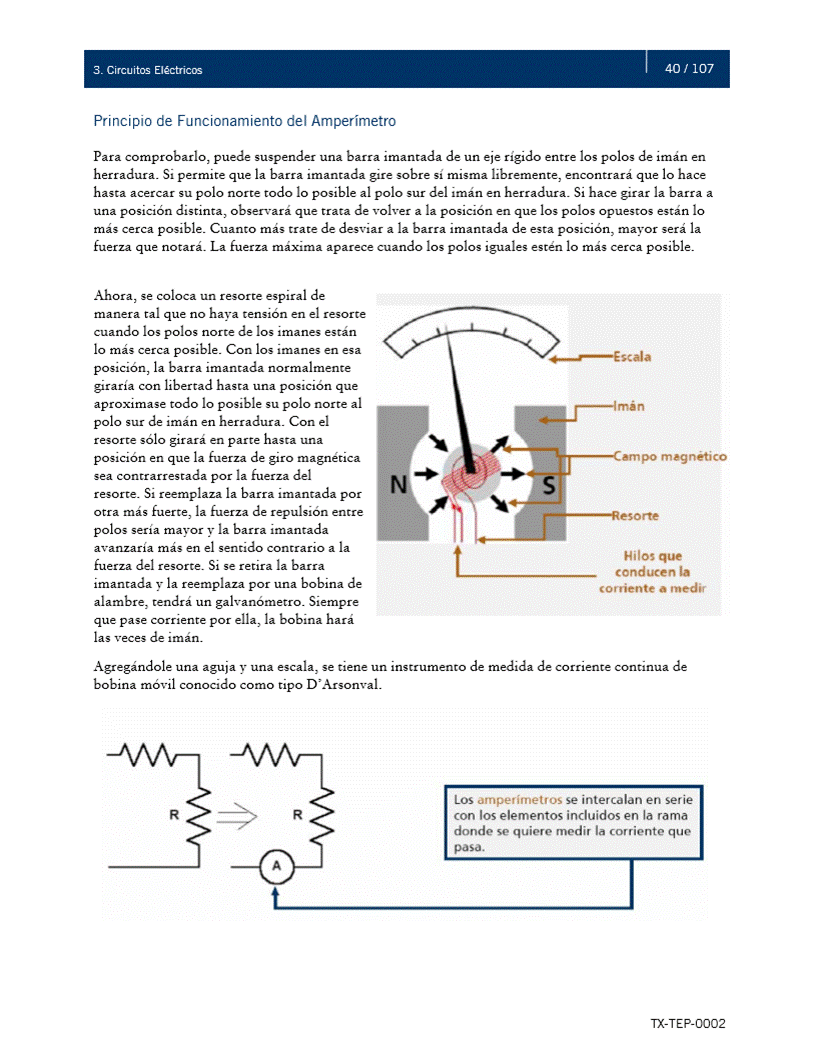 3. Circuitos Eléctricos
40 / 107
Principio de Funcionamiento del Amperímetro
Para comprobarlo, puede suspender una barra imantada de un eje rígido entre los polos de imán en
herradura. Si permite que la barra imantada gire sobre sí misma libremente, encontrará que lo hace
hasta acercar su polo norte todo lo posible al polo sur del imán en herradura. Si hace girar la barra a
una posición distinta, observará que trata de volver a la posición en que los polos opuestos están lo
más cerca posible. Cuanto más trate de desviar a la barra imantada de esta posición, mayor será la
fuerza que notará. La fuerza máxima aparece cuando los polos iguales estén lo más cerca posible.
Ahora, se coloca un resorte espiral de
manera tal que no haya tensión en el resorte
cuando los polos norte de los imanes están
lo más cerca posible. Con los imanes en esa
posición, la barra imantada normalmente
giraría con libertad hasta una posición que
aproximase todo lo posible su polo norte al
polo sur de imán en herradura. Con el
resorte sólo girará en parte hasta una
posición en que la fuerza de giro magnética
sea contrarrestada por la fuerza del
resorte. Si reemplaza la barra imantada por
otra más fuerte, la fuerza de repulsión entre
polos sería mayor y la barra imantada
avanzaría más en el sentido contrario a la
fuerza del resorte. Si se retira la barra
imantada y la reemplaza por una bobina de
alambre, tendrá un galvanómetro. Siempre
que pase corriente por ella, la bobina hará
las veces de imán.
Escala
Imán
Campo magnético
N
S
Resorte
Hilos que
conducen la
corriente a medir
Agregándole una aguja y una escala, se tiene un instrumento de medida de corriente continua de
bobina móvil conocido como tipo D'Arsonval.
R
R
A
Los amperímetros se intercalan en serie
con los elementos incluidos en la rama
donde se quiere medir la corriente que
pasa.
TX-TEP-0002